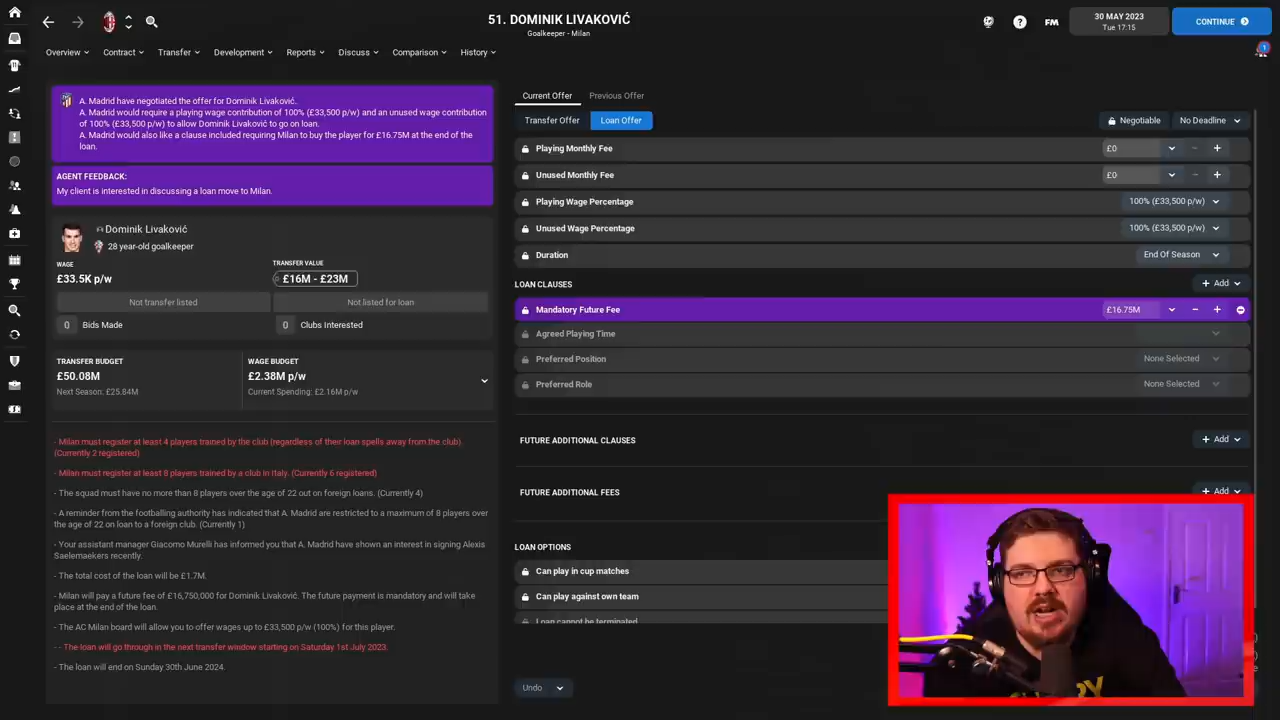 51. DOMINIK LIVAKOVIĆ
Goalkeeper - Milan
FM
30 MAY 2023
Tue 17:15
CONTINUE
1
Overview
Contract
Transfer
Development
Reports
Discuss
Comparison
History
A. Madrid have negotiated the offer for Dominik Livaković.
A. Madrid would require a playing wage contribution of 100% (£33,500 p/w) and an unused wage contribution
of 100% (£33,500 p/w) to allow Dominik Livaković to go on loan.
A. Madrid would also like a clause included requiring Milan to buy the player for £16.75M at the end of the
loan.
AGENT FEEDBACK:
My client is interested in discussing a loan move to Milan.
Dominik Livaković
28 year-old goalkeeper
WAGE
£33.5K p/w
TRANSFER VALUE
£16M - £23M
Not transfer listed
Not listed for loan
0 Bids Made
0 Clubs Interested
TRANSFER BUDGET
£50.08M
Next Season: £25.84M
WAGE BUDGET
£2.38M p/w
Current Spending: £2.16M p/w
- Milan must register at least 4 players trained by the club (regardless of their loan spells away from the club).
(Currently 2 registered)
- Milan must register at least 8 players trained by a club in Italy. (Currently 6 registered)
- The squad must have no more than 8 players over the age of 22 out on foreign loans. (Currently 4)
- A reminder from the footballing authority has indicated that A. Madrid are restricted to a maximum of 8 players over
the age of 22 on loan to a foreign club. (Currently 1)
- Your assistant manager Giacomo Murelli has informed you that A. Madrid have shown an interest in signing Alexis
Saelemaekers recently.
- The total cost of the loan will be £1.7M.
- Milan will pay a future fee of £16,750,000 for Dominik Livaković. The future payment is mandatory and will take
place at the end of the loan.
- The AC Milan board will allow you to offer wages up to £33,500 p/w (100%) for this player.
- - The loan will go through in the next transfer window starting on Saturday 1st July 2023.
- The loan will end on Sunday 30th June 2024.
Current Offer
Previous Offer
Transfer Offer
Loan Offer
Negotiable
No Deadline
Playing Monthly Fee
£0
Unused Monthly Fee
£0
Playing Wage Percentage
100% (£33,500 p/w)
Unused Wage Percentage
100% (£33,500 p/w)
Duration
End Of Season
LOAN CLAUSES
+ Add
Mandatory Future Fee
£16.75M
Agreed Playing Time
Preferred Position
None Selected
Preferred Role
None Selected
FUTURE ADDITIONAL CLAUSES
+ Add
FUTURE ADDITIONAL FEES
+ Add
LOAN OPTIONS
Can play in cup matches
Can play against own team
Loan cannot be terminated
Undo